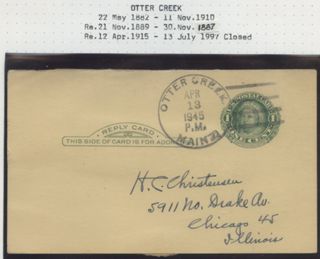 OTTER CREEK
22 May 1882 - 11 Nov.1910
Re.21 Nov.1889 - 30 Nov. 1887
Re.12 Apr.1915 - 13 July 1997 Closed
OTTER CREEK
APR
13
1945
P.M.
MAINE
REPLY CARD
THIS SIDE OF CARD IS FOR ADD
H.C. Christensen
5911 No. Drake Av.
Chicago 45
Illinois